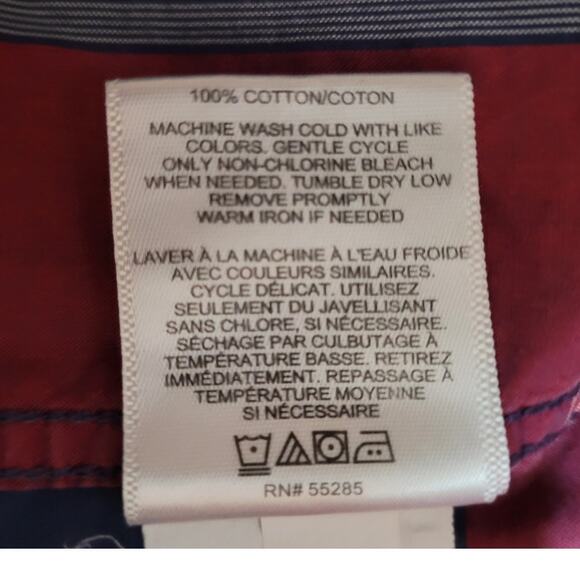 100% COTTON/COTON
MACHINE WASH COLD WITH LIKE
COLORS. GENTLE CYCLE
ONLY NON-CHLORINE BLEACH
WHEN NEEDED. TUMBLE DRY LOW
REMOVE PROMPTLY
WARM IRON IF NEEDED
LAVER À LA MACHINE À L'EAU FROIDE
AVEC COULEURS SIMILAIRES.
CYCLE DÉLICAT. UTILISEZ
SEULEMENT DU JAVELLISANT
SANS CHLORE, SI NÉCESSAIRE.
SÉCHAGE PAR CULBUTAGE À
TEMPÉRATURE BASSE. RETIREZ
IMMÉDIATEMENT. REPASSAGE À
TEMPÉRATURE MOYENNE
SI NÉCESSAIRE
RN# 55285